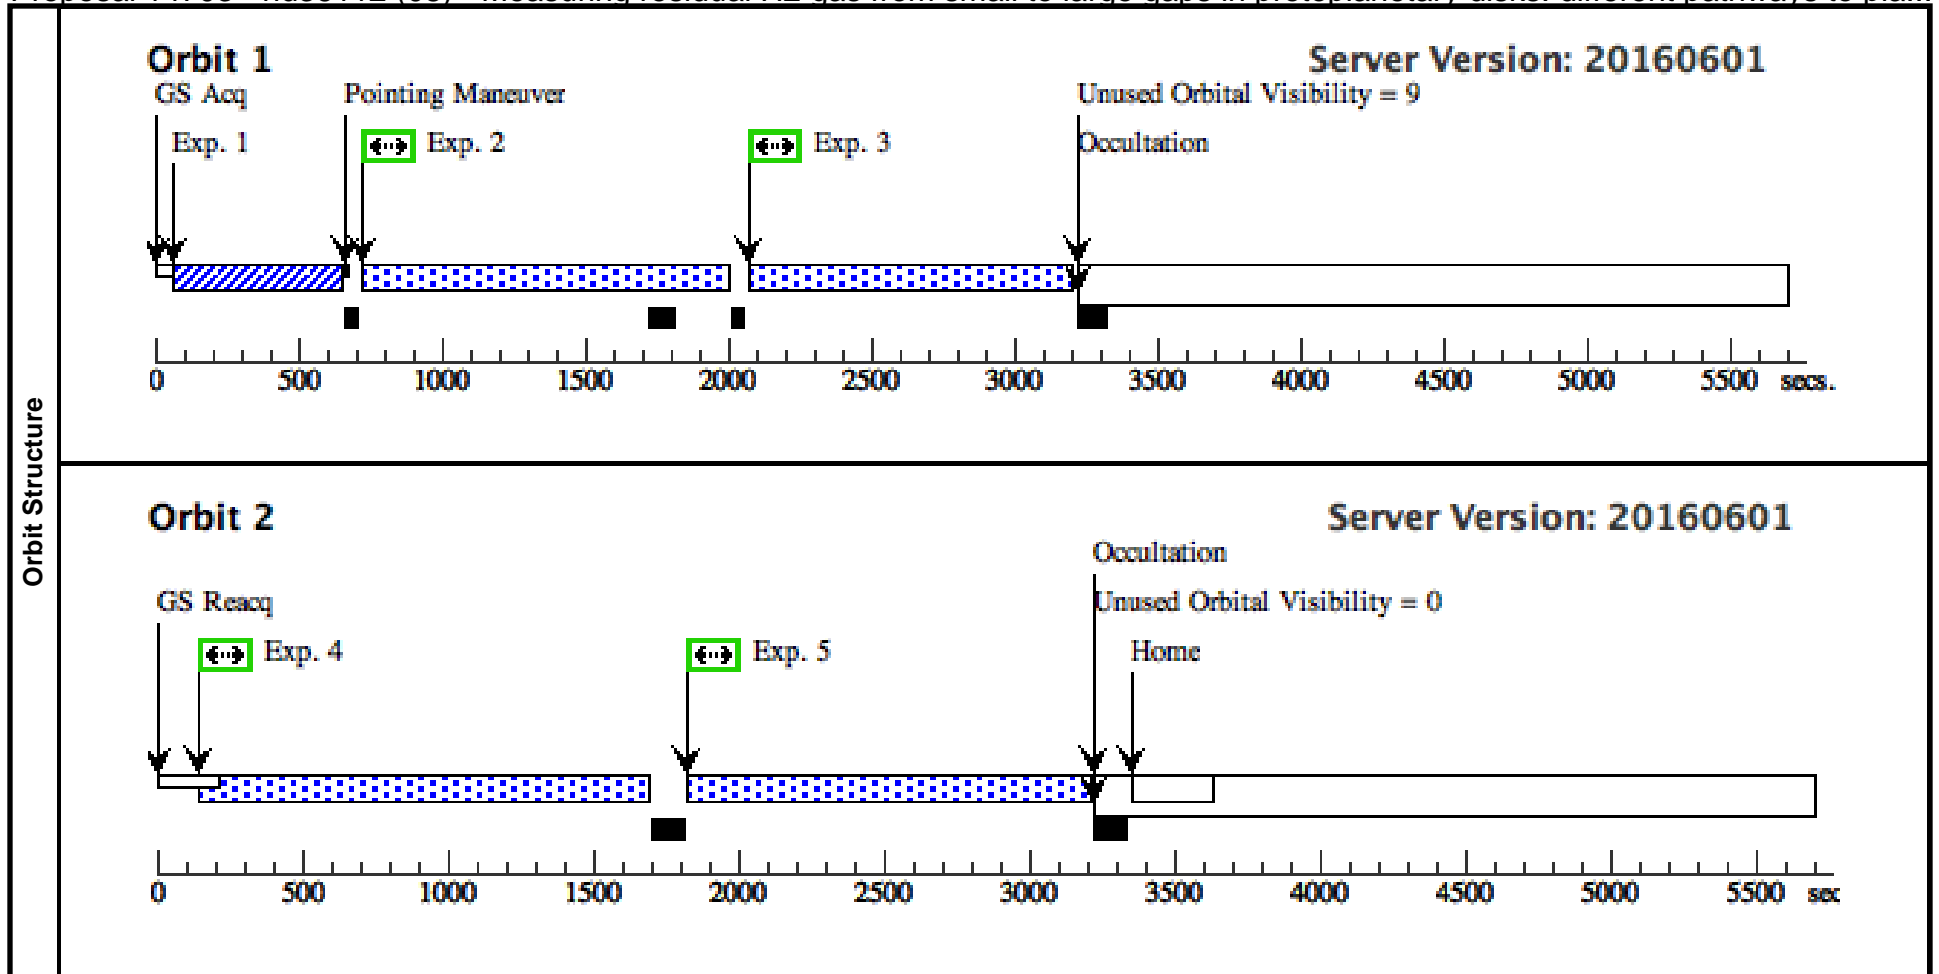 Orbit Structure
Orbit 1
Server Version: 20160601
GS Acq
Pointing Maneuver
Unused Orbital Visibility = 9
Exp. 1
Exp. 2
Exp. 3
Occultation
0 500 1000 1500 2000 2500 3000 3500 4000 4500 5000 5500 secs.
Orbit 2
Server Version: 20160601
Occultation
GS Reacq
Unused Orbital Visibility = 0
Exp. 4
Exp. 5
Home
0 500 1000 1500 2000 2500 3000 3500 4000 4500 5000 5500 sec